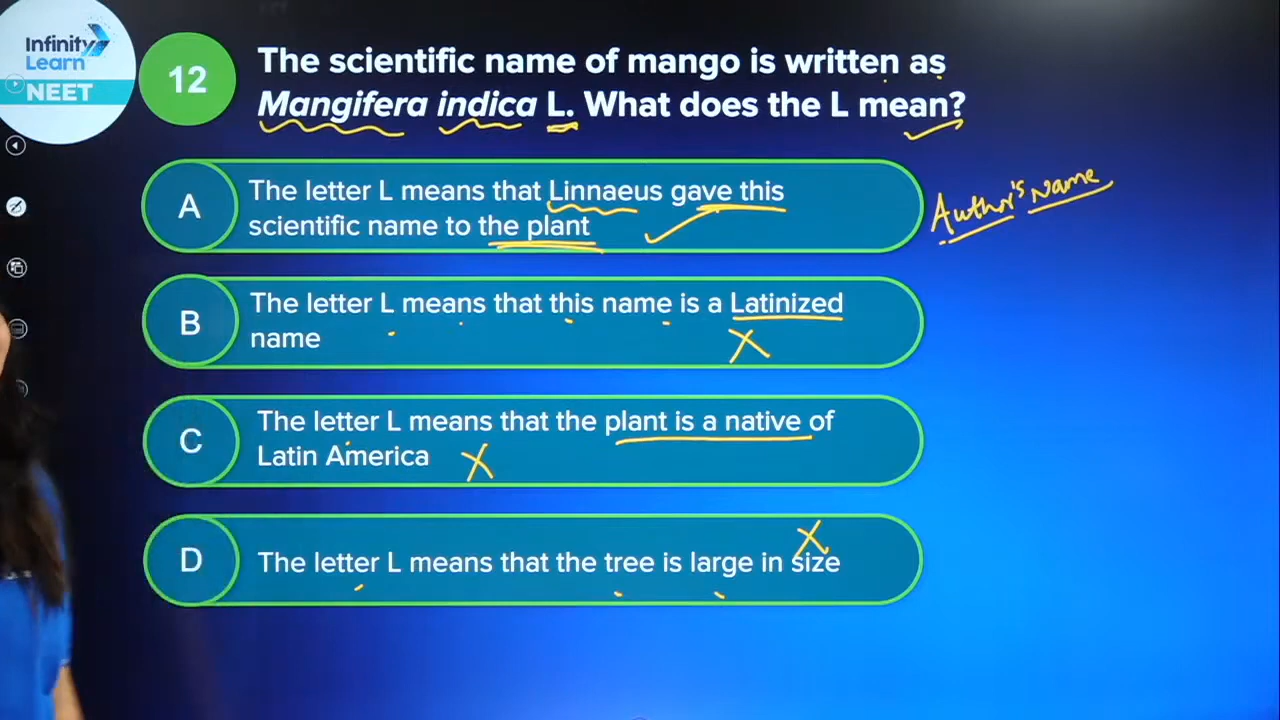 Infinity
Learn
NEET
12
The scientific name of mango is written as
Mangifera indica L. What does the L mean?
A
The letter L means that Linnaeus gave this
scientific name to the plant
Author's Name
B
The letter L means that this name is a Latinized
name
C
The letter L means that the plant is a native of
Latin America
D
The letter L means that the tree is large in size